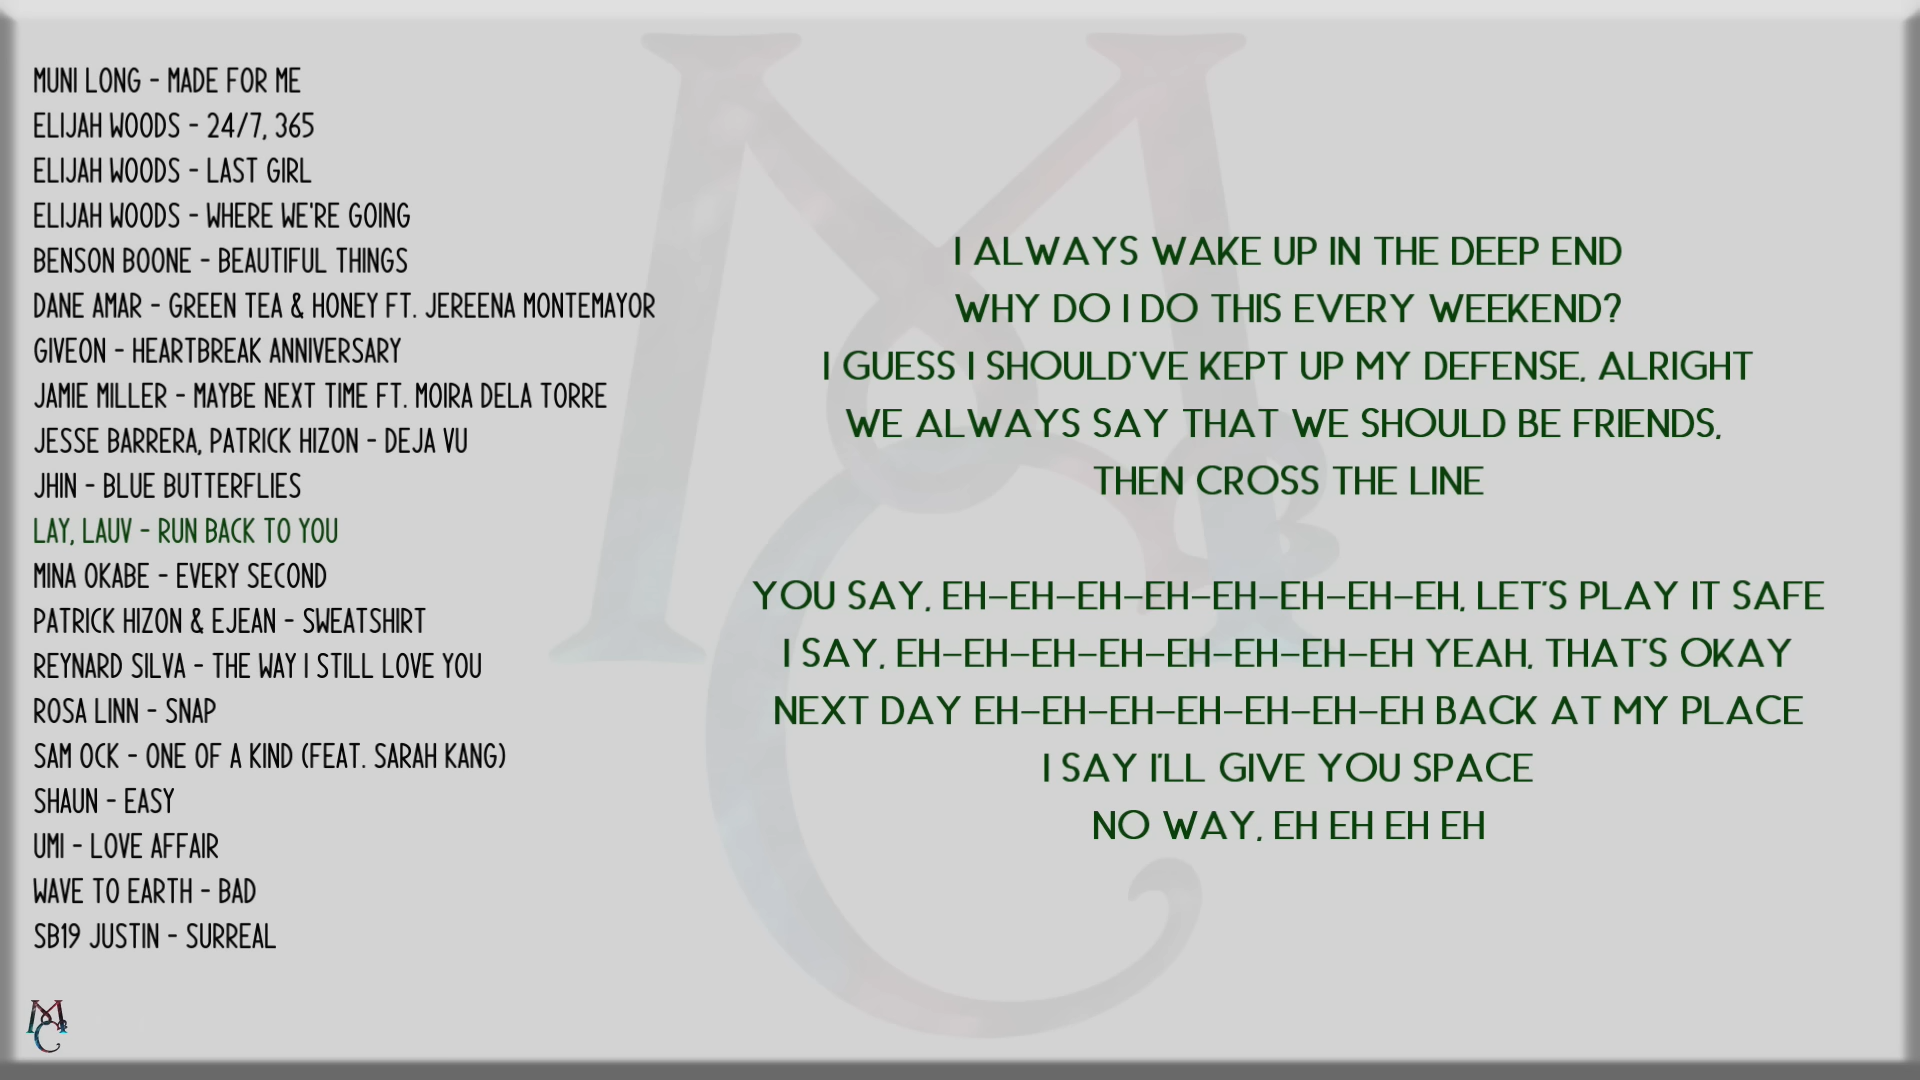 MUNI LONG - MADE FOR ME
ELIJAH WOODS - 24/7, 365
ELIJAH WOODS - LAST GIRL
ELIJAH WOODS - WHERE WE'RE GOING
BENSON BOONE - BEAUTIFUL THINGS
DANE AMAR - GREEN TEA & HONEY FT. JEREENA MONTEMAYOR
GIVEON - HEARTBREAK ANNIVERSARY
JAMIE MILLER - MAYBE NEXT TIME FT. MOIRA DELA TORRE
JESSE BARRERA, PATRICK HIZON - DEJA VU
JHIN - BLUE BUTTERFLIES
LAY, LAUV - RUN BACK TO YOU
MINA OKABE - EVERY SECOND
PATRICK HIZON & EJEAN - SWEATSHIRT
REYNARD SILVA - THE WAY I STILL LOVE YOU
ROSA LINN - SNAP
SAM OCK - ONE OF A KIND (FEAT. SARAH KANG)
SHAUN - EASY
UMI - LOVE AFFAIR
WAVE TO EARTH - BAD
SB19 JUSTIN - SURREAL
I ALWAYS WAKE UP IN THE DEEP END
WHY DO I DO THIS EVERY WEEKEND?
I GUESS I SHOULD'VE KEPT UP MY DEFENSE, ALRIGHT
WE ALWAYS SAY THAT WE SHOULD BE FRIENDS,
THEN CROSS THE LINE
YOU SAY, EH-EH-EH-EH-EH-EH-EH-EH, LET'S PLAY IT SAFE
I SAY, EH-EH-EH-EH-EH-EH-EH-EH YEAH, THAT'S OKAY
NEXT DAY EH-EH-EH-EH-EH-EH-EH BACK AT MY PLACE
I SAY I'LL GIVE YOU SPACE
NO WAY, EH EH EH EH